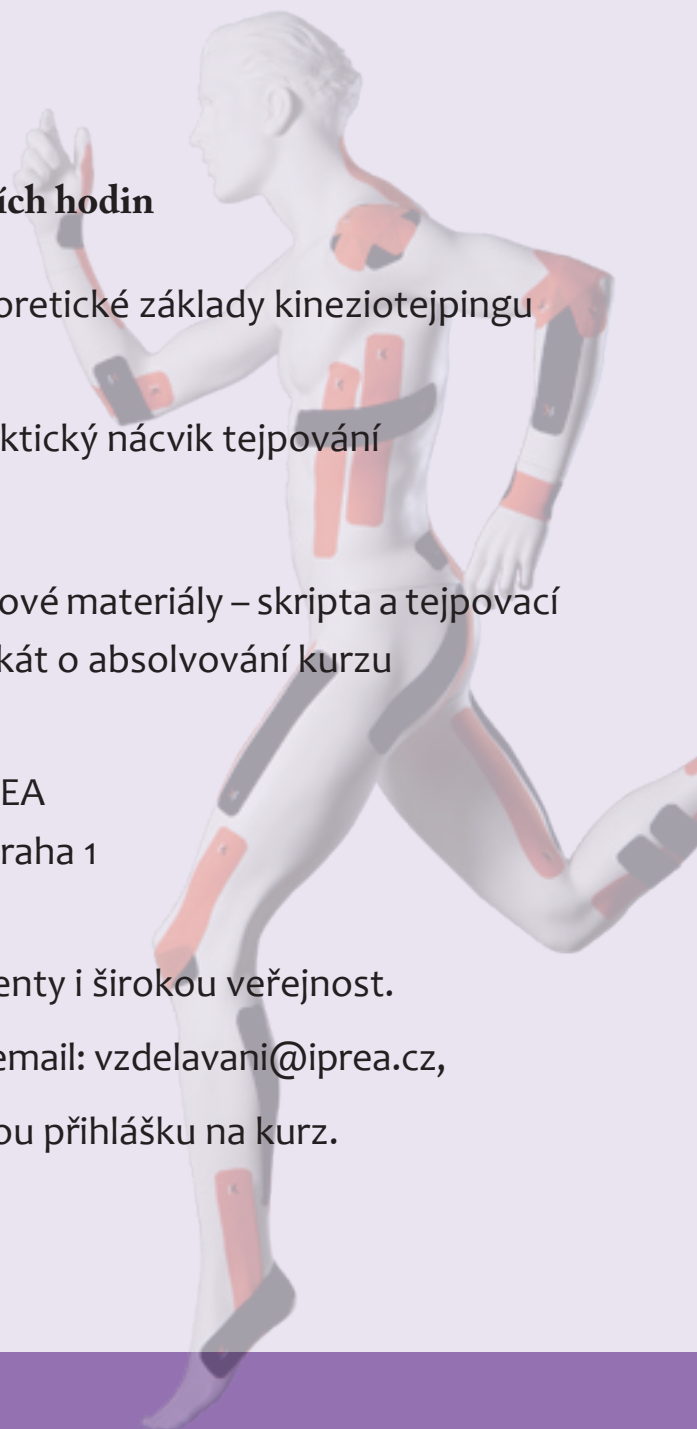 ích hodin
oretické základy kineziotejpingu
ktický nácvik tejpování
ové materiály – skripta a tejpovací
kát o absolvování kurzu
EA
raha 1
enty i širokou veřejnost.
email: vzdelavani@iprea.cz,
ou přihlášku na kurz.